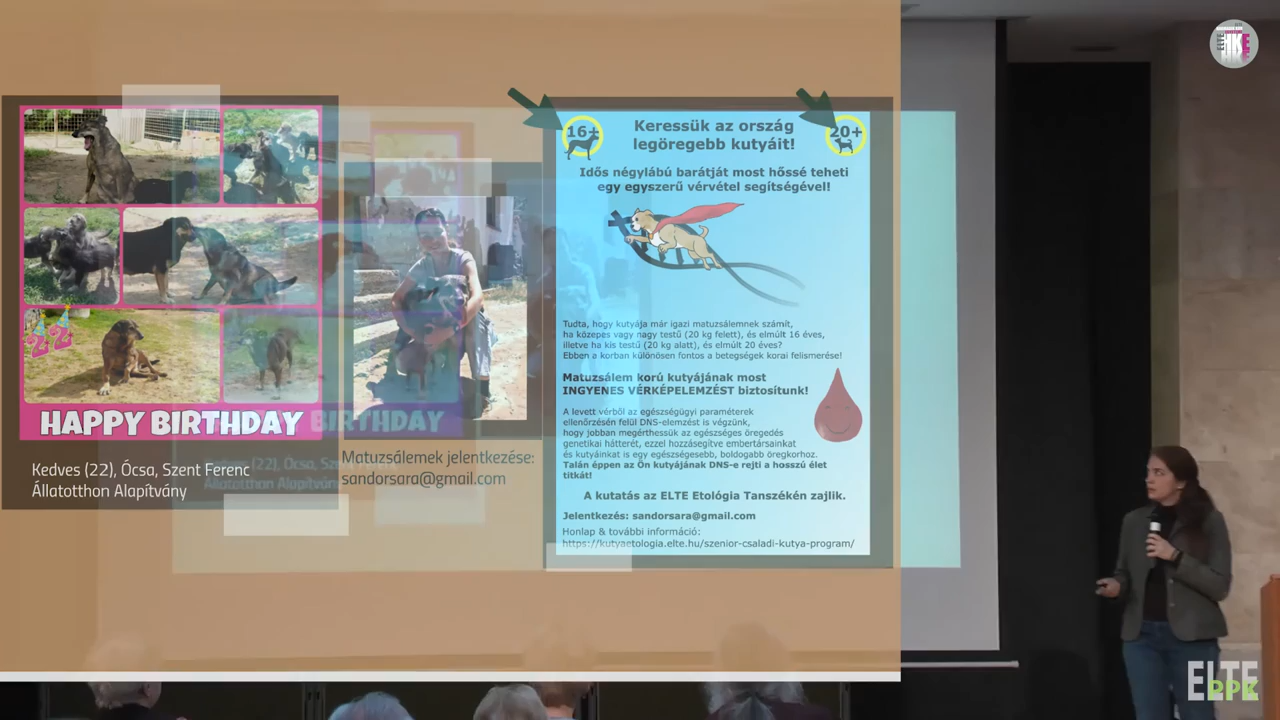 HAPPY BIRTHDAY
Kedves (22), Ócsa, Szent Ferenc
Állatotthon Alapítvány
22
Matuzsálemek jelentkezése:
sandorsara@gmail.com
16+
Keressük az ország
legöregebb kutyáit!
20+
Idős négylábú barátját most hőssé teheti
egy egyszerű vérvétel segítségével!
Tudta, hogy kutyája már igazi matuzsálemnek számít,
ha közepes vagy nagy testű (20 kg felett), és elmúlt 16 éves,
illetve ha kis testű (20 kg alatt), és elmúlt 20 éves?
Ebben a korban különösen fontos a betegségek korai felismerése!
Matuzsálem korú kutyájának most
INGYENES VÉRKÉPELEMZÉST biztosítunk!
A levett vérből az egészségügyi paraméterek
ellenőrzésén felül DNS-elemzést is végzünk,
hogy jobban megérthessük az egészséges öregedés
genetikai hátterét, ezzel hozzásegítve embertársainkat
és kutyáinkat is egy egészségesebb, boldogabb öregkorhoz.
Talán éppen az Ön kutyájának DNS-e rejti a hosszú élet
titkát!
A kutatás az ELTE Etológia Tanszékén zajlik.
Jelentkezés: sandorsara@gmail.com
Honlap & további információ:
https://kutyaetologia.elte.hu/szenior-csaladi-kutya-program/
ELTE
PPK